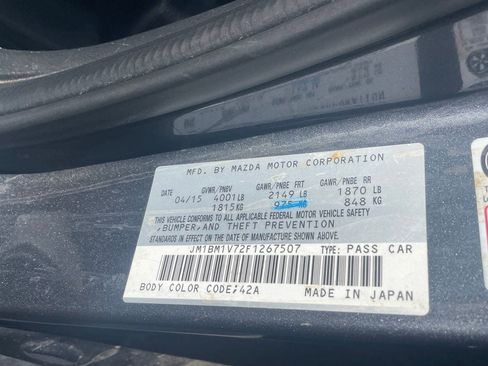 MFD. BY MAZDA MOTOR CORPORATION
GVWR/PNBV GAWR/PNBE FRT GAWR/PNBE RR
04/15 4001LB 2149 LB 1870 LB
1815KG 975 KG 848 KG
THIS VEHICLE CONFORMS TO ALL APPLICABLE FEDERAL MOTOR VEHICLE SAFETY
,BUMPER,AND THEFT PREVENTION
STANDARDS IN EFFECT ON THE DATE OF MANUFACTURE SHOWN ABOVE.
JM1BM1V72F1267507 TYPE: PASS CAR
BODY COLOR CODE;42A MADE IN JAPAN